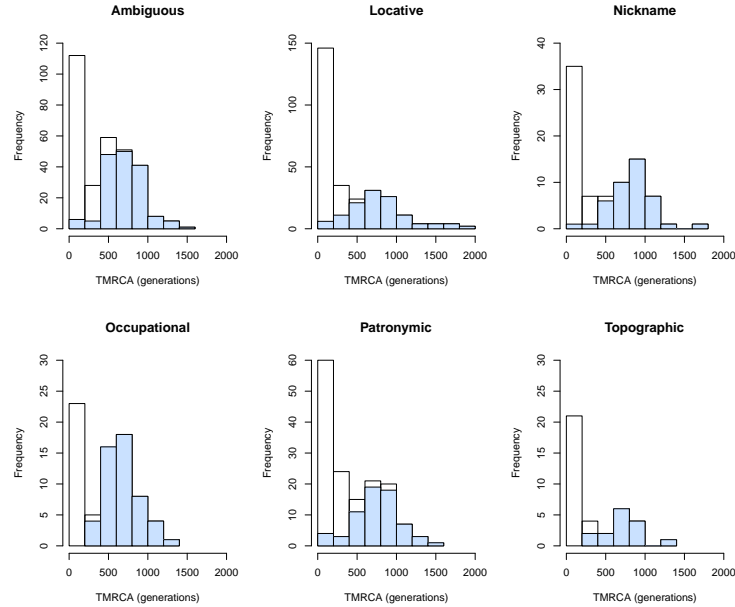 Ambiguous
Frequency
0 20 40 60 80 100 120
0 500 1000 1500 2000
TMRCA (generations)
Locative
Frequency
0 50 100 150
0 500 1000 1500 2000
TMRCA (generations)
Nickname
Frequency
0 10 20 30 40
0 500 1000 1500 2000
TMRCA (generations)
Occupational
Frequency
0 5 10 15 20 25 30
0 500 1000 1500 2000
TMRCA (generations)
Patronymic
Frequency
0 10 20 30 40 50 60
0 500 1000 1500 2000
TMRCA (generations)
Topographic
Frequency
0 5 10 15 20 25 30
0 500 1000 1500 2000
TMRCA (generations)